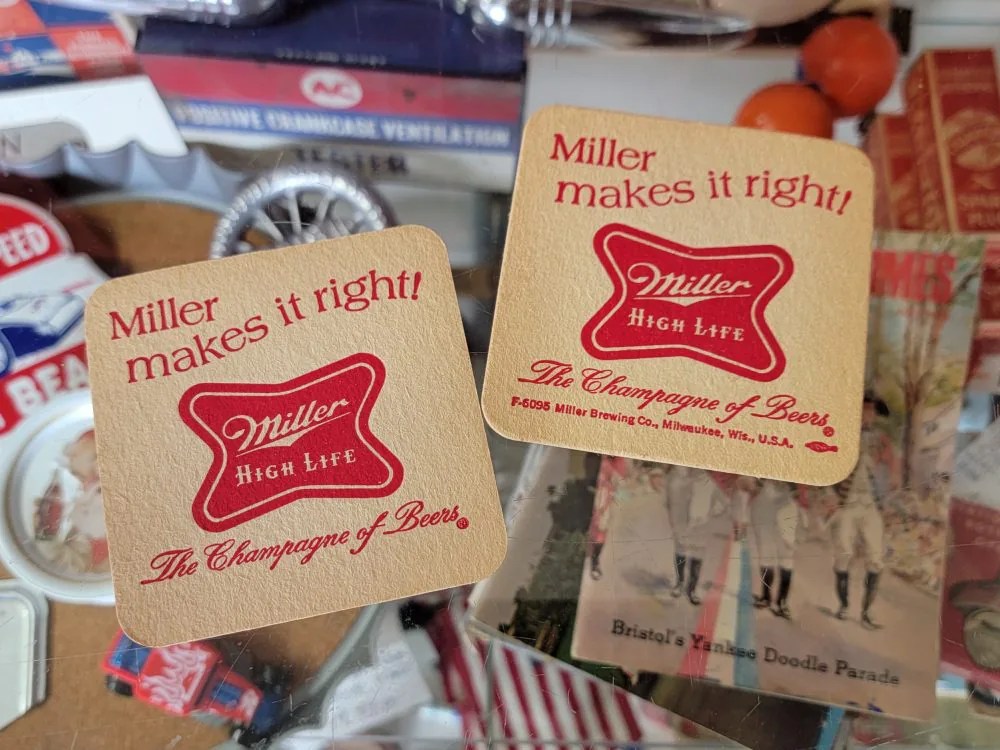 POSITIVE CRANKCASE VENTILATION
Miller
makes it right!
Miller
HIGH LIFE
The Champagne of Beers®
Miller
makes it right!
Miller
HIGH LIFE
The Champagne of Beers®
F-6095 Miller Brewing Co., Milwaukee, Wis., U.S.A.
Bristol's Yankee Doodle Parade